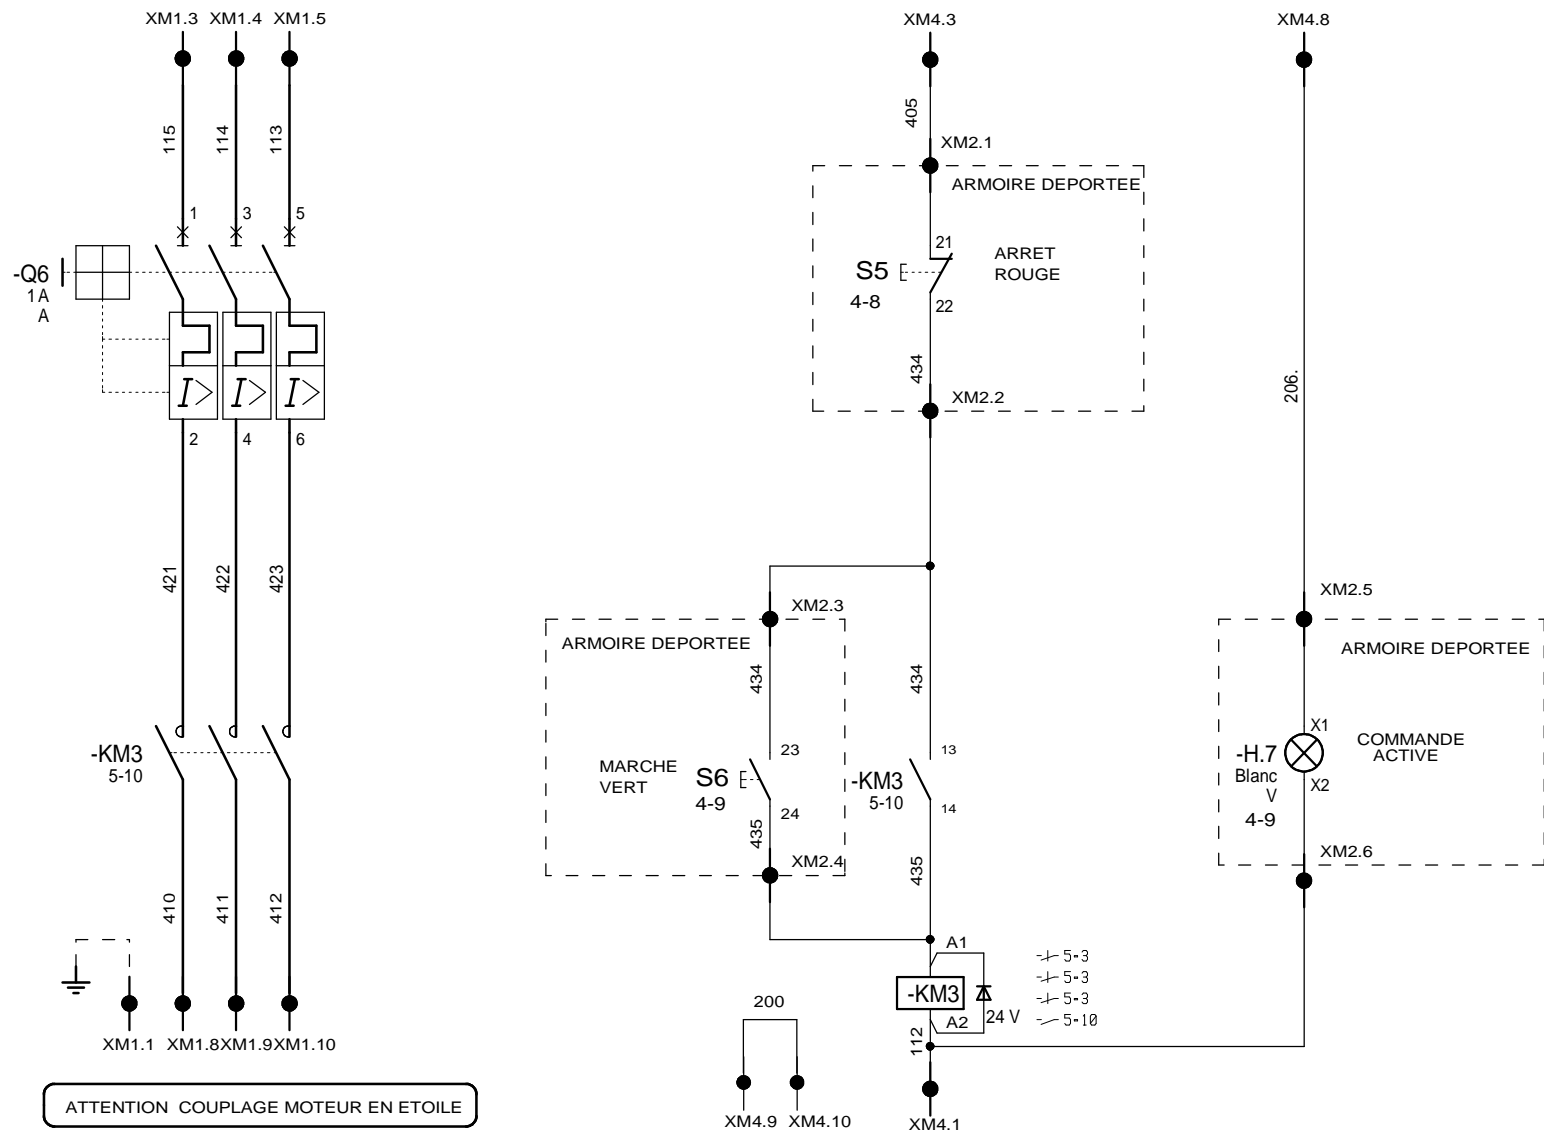 XM1.3 XM1.4 XM1.5
XM4.3
XM4.8
115
114
113
405
XM2.1
ARMOIRE DEPORTEE
1
3
5
-Q6
1A
A
21
S5
4-8
22
ARRET
ROUGE
434
XM2.2
206.
I>
I>
I>
2
4
6
421
422
423
XM2.3
ARMOIRE DEPORTEE
434
434
XM2.5
ARMOIRE DEPORTEE
-KM3
5-10
MARCHE
VERT
23
S6
4-9
24
435
XM2.4
13
-KM3
5-10
14
435
X1
-H.7
Blanc
V
4-9
X2
COMMANDE
ACTIVE
XM2.6
410
411
412
A1
-KM3
A2
24 V
5-3
5-3
5-3
5-10
112
200
XM1.1 XM1.8 XM1.9 XM1.10
XM4.9 XM4.10
XM4.1
ATTENTION COUPLAGE MOTEUR EN ETOILE